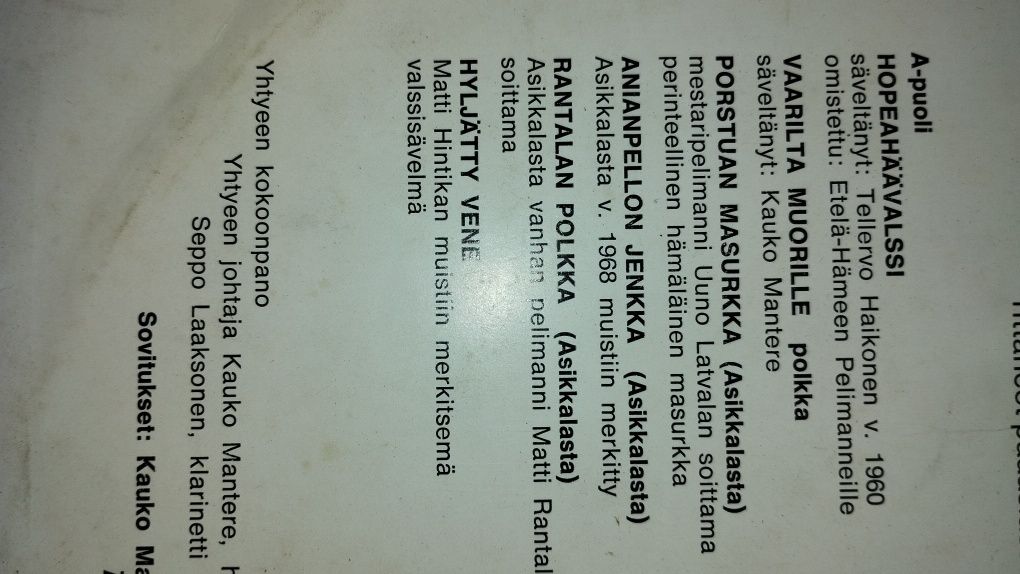 A-puoli
HOPEAHÄÄVALSSI
säveltänyt: Tellervo Haikonen v. 1960
omistettu: Etelä-Hämeen Pelimanneille
VAARILTA MUORILLE polkka
säveltänyt: Kauko Mantere
PORSTUAN MASURKKA (Asikkalasta)
mestaripelimanni Uuno Latvalan soittama
perinteellinen hämäläinen masurkka
ANIANPELLON JENKKA (Asikkalasta)
Asikkalasta v. 1968 muistiin merkitty
RANTALAN POLKKA (Asikkalasta)
Asikkalasta vanhan pelimanni Matti Rantal
soittama
HYLJÄTTY VENE
Matti Hintikan muistiin merkitsemä
valssisävelmä
Yhtyeen kokoonpano
Yhtyeen johtaja Kauko Mantere, h
Seppo Laaksonen, klarinetti
Sovitukset: Kauko Ma